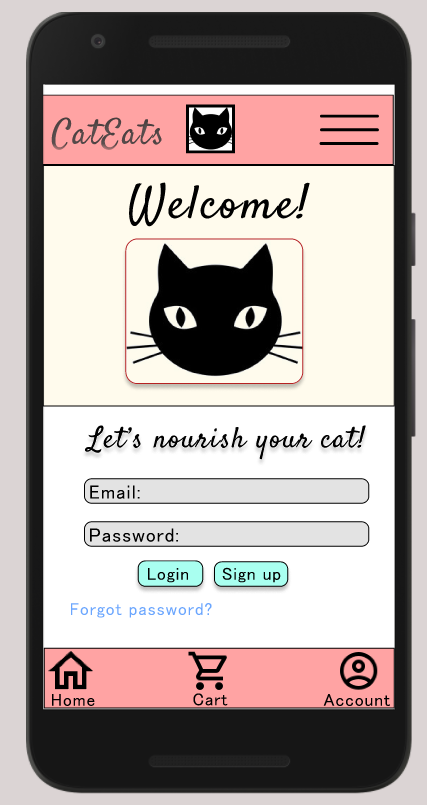 CatEats
Welcome!
Let's nourish your cat!
Email:
Password:
Login
Sign up
Forgot password?
Home
Cart
Account